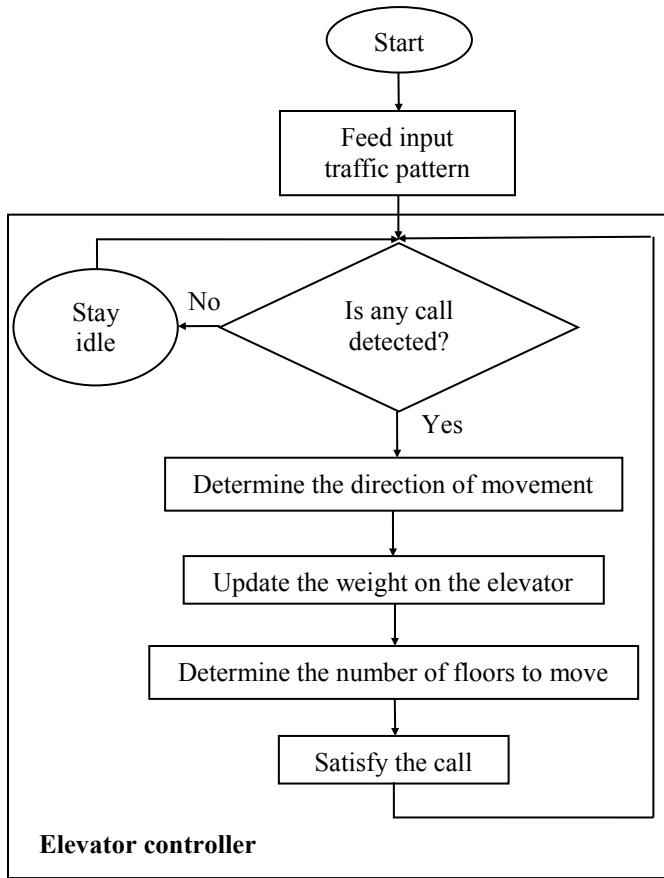 Start
Feed input
traffic pattern
Is any call
detected?
No
Stay
idle
Yes
Determine the direction of movement
Update the weight on the elevator
Determine the number of floors to move
Satisfy the call
Elevator controller